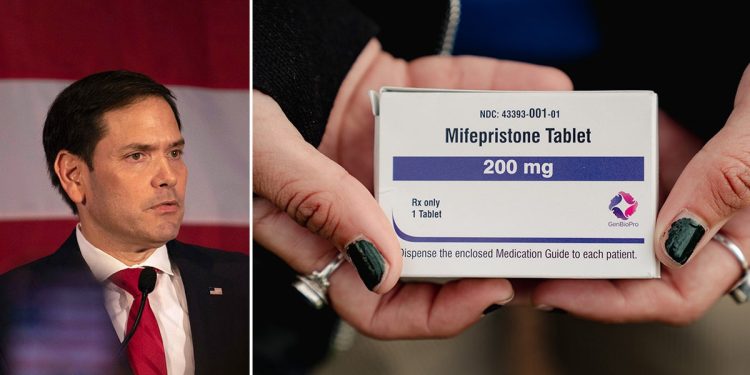 NDC: 43393-001-01
Mifepristone Tablet
200 mg
Rx only
1 Tablet
GenBioPro
Dispense the enclosed Medication Guide to each patient.